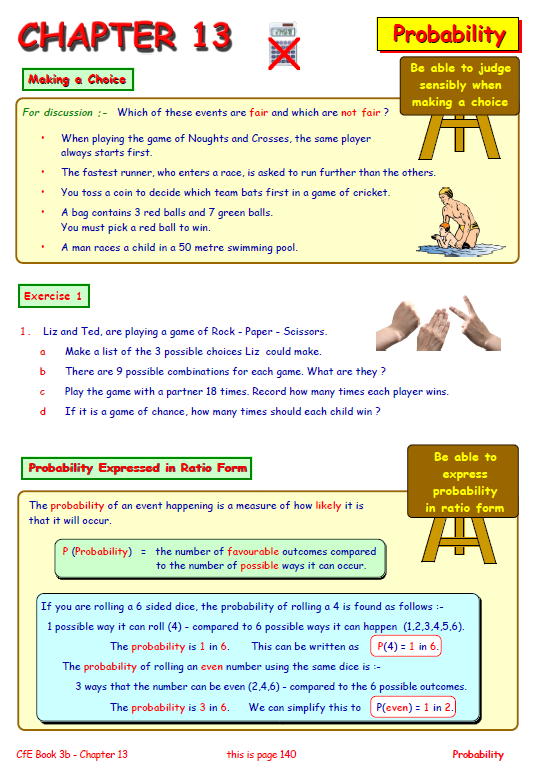 CHAPTER 13
Probability
Making a Choice
Be able to judge
sensibly when
making a choice
For discussion ;- Which of these events are fair and which are not fair ?
• When playing the game of Noughts and Crosses, the same player
always starts first.
• The fastest runner, who enters a race, is asked to run further than the others.
• You toss a coin to decide which team bats first in a game of cricket.
• A bag contains 3 red balls and 7 green balls.
You must pick a red ball to win.
• A man races a child in a 50 metre swimming pool.
Exercise 1
1. Liz and Ted, are playing a game of Rock - Paper - Scissors.
a Make a list of the 3 possible choices Liz could make.
b There are 9 possible combinations for each game. What are they ?
c Play the game with a partner 18 times. Record how many times each player wins.
d If it is a game of chance, how many times should each child win ?
Probability Expressed in Ratio Form
Be able to
express
probability
in ratio form
The probability of an event happening is a measure of how likely it is
that it will occur.
P (Probability) = the number of favourable outcomes compared
to the number of possible ways it can occur.
If you are rolling a 6 sided dice, the probability of rolling a 4 is found as follows :-
1 possible way it can roll (4) - compared to 6 possible ways it can happen (1,2,3,4,5,6).
The probability is 1 in 6. This can be written as P(4) = 1 in 6.
The probability of rolling an even number using the same dice is :-
3 ways that the number can be even (2,4,6) - compared to the 6 possible outcomes.
The probability is 3 in 6. We can simplify this to P(even) = 1 in 2.
CfE Book 3b - Chapter 13 this is page 140 Probability